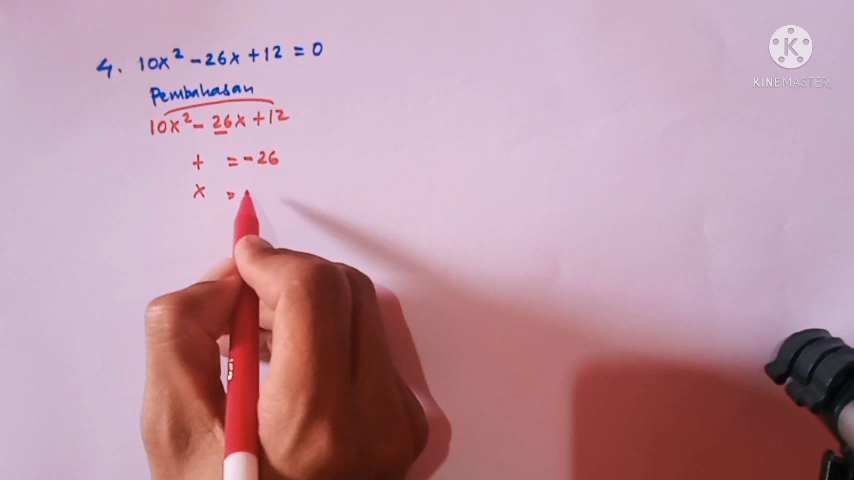 4. 10x² - 26x + 12 = 0
Pembahasan
10x² - 26x + 12
+ = -26
x =
K
KINEMASTER